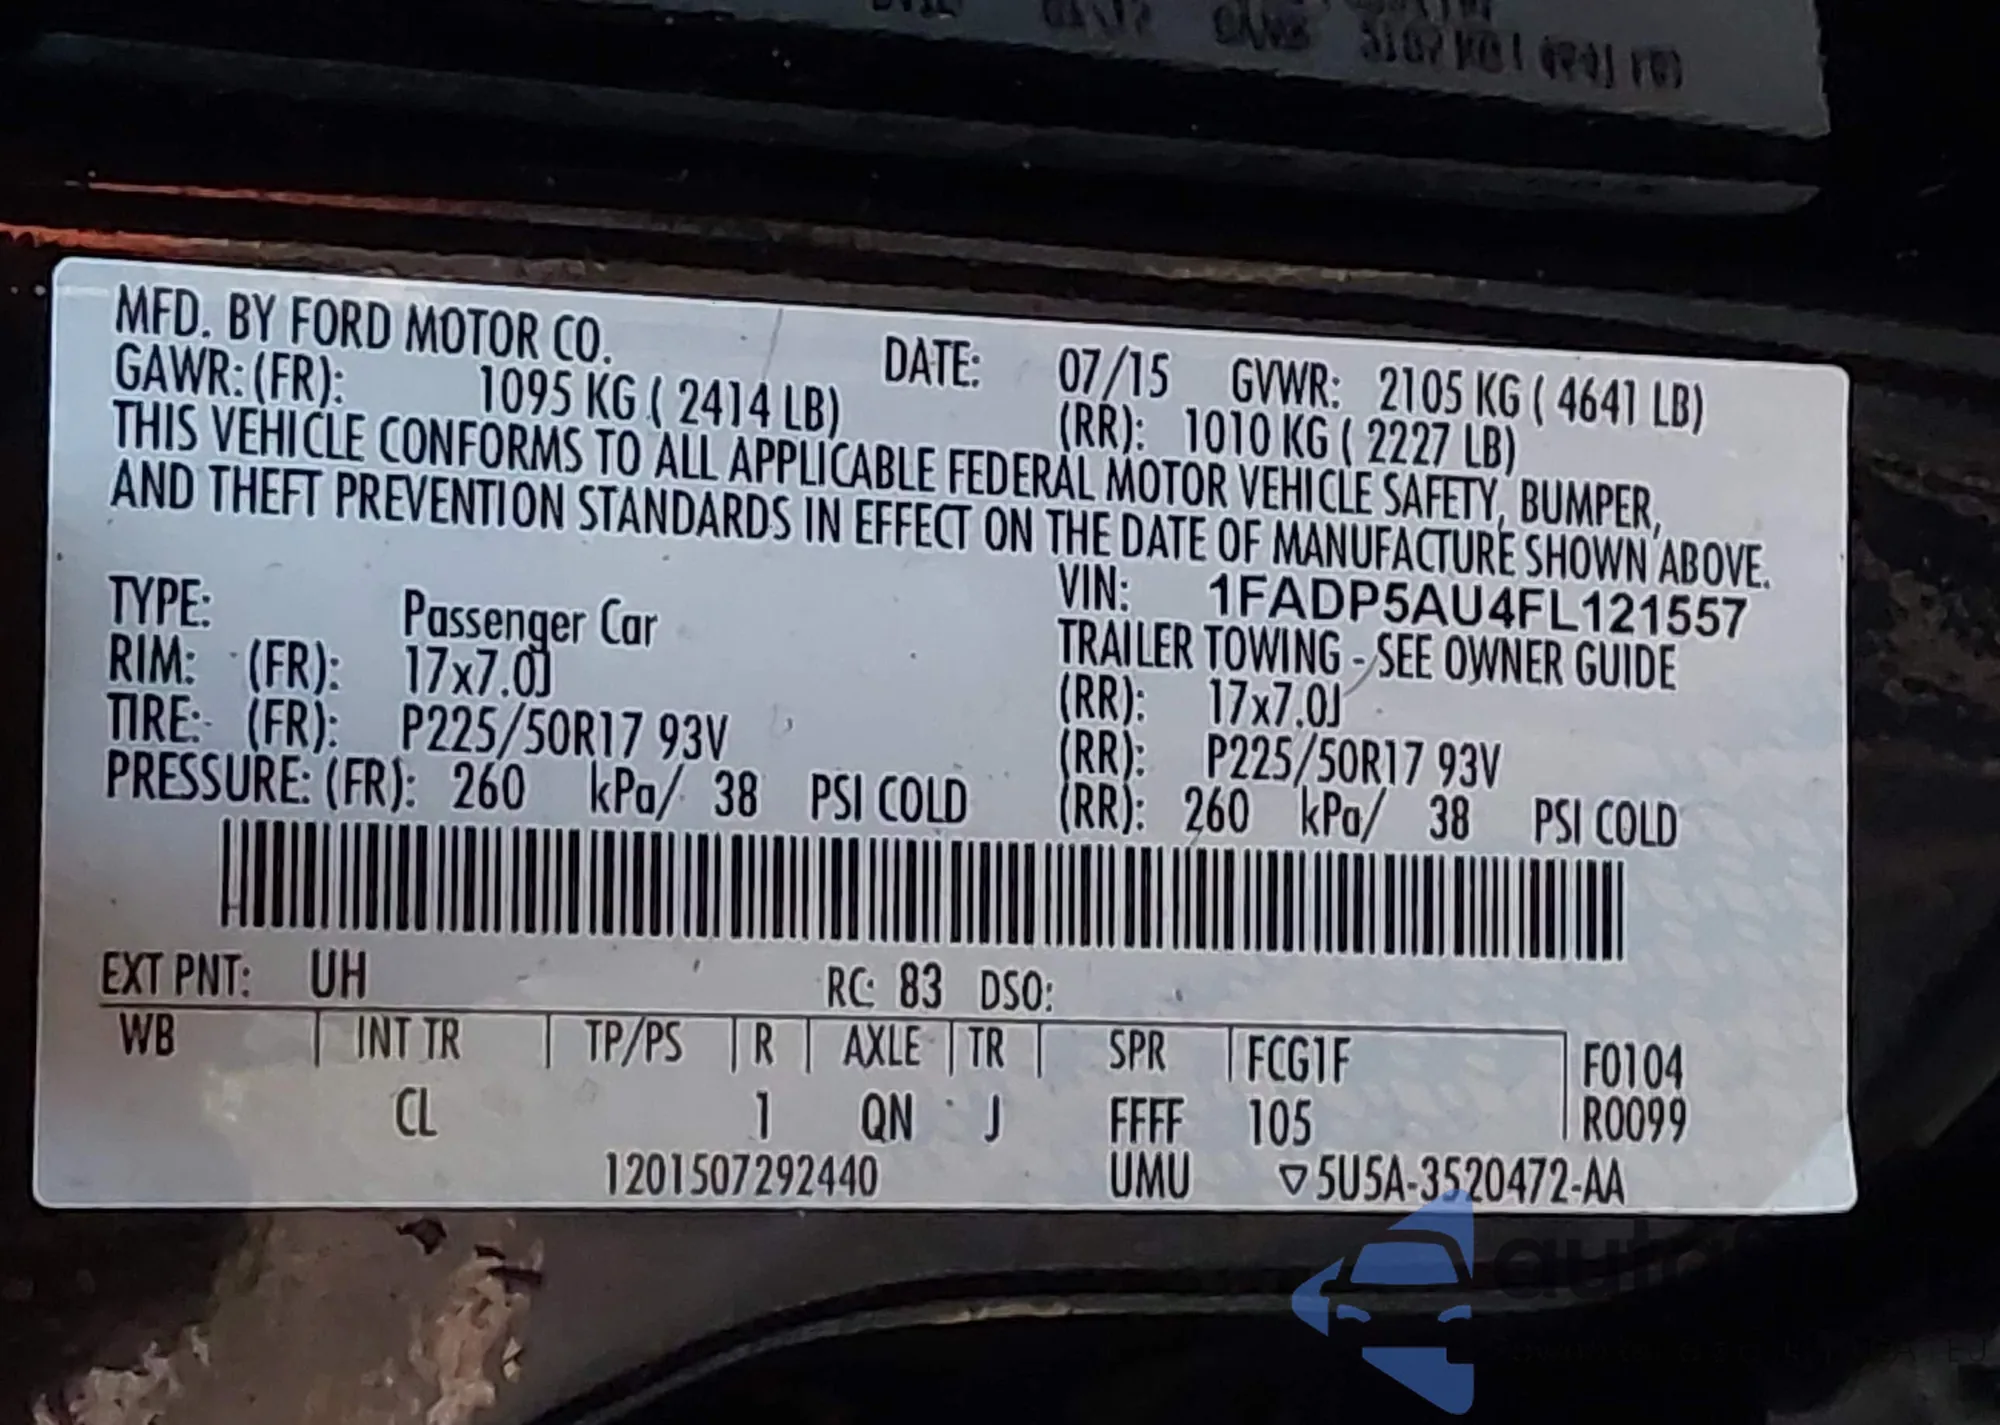 MFD. BY FORD MOTOR CO.
DATE: 07/15 GVWR: 2105 KG ( 4641 LB)
GAWR: (FR): 1095 KG ( 2414 LB) (RR): 1010 KG ( 2227 LB)
THIS VEHICLE CONFORMS TO ALL APPLICABLE FEDERAL MOTOR VEHICLE SAFETY, BUMPER,
AND THEFT PREVENTION STANDARDS IN EFFECT ON THE DATE OF MANUFACTURE SHOWN ABOVE.
VIN: 1FADP5AU4FL121557
TYPE: Passenger Car TRAILER TOWING - SEE OWNER GUIDE
RIM: (FR): 17x7.0J (RR): 17x7.0J
TIRE: (FR): P225/50R17 93V (RR): P225/50R17 93V
PRESSURE: (FR): 260 kPa/ 38 PSI COLD (RR): 260 kPa/ 38 PSI COLD
EXT PNT: UH RC: 83 DSO:
WB | INT TR | TP/PS | R | AXLE | TR | SPR | FCG1F F0104
CL 1 QN J FFFF 105 R0099
1201507292440 UMU 5U5A-3520472-AA